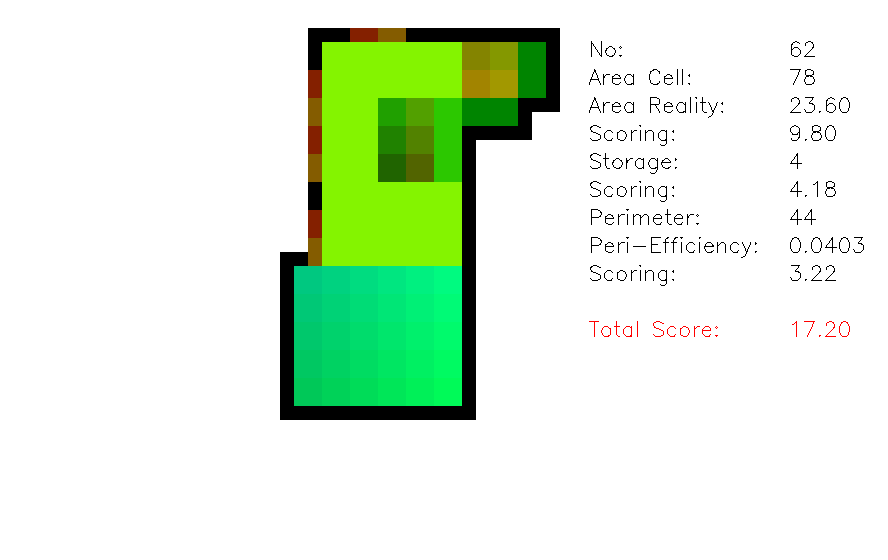 No: 62
Area Cell: 78
Area Reality: 23.60
Scoring: 9.80
Storage: 4
Scoring: 4.18
Perimeter: 44
Peri-Efficiency: 0.0403
Scoring: 3.22
Total Score: 17.20